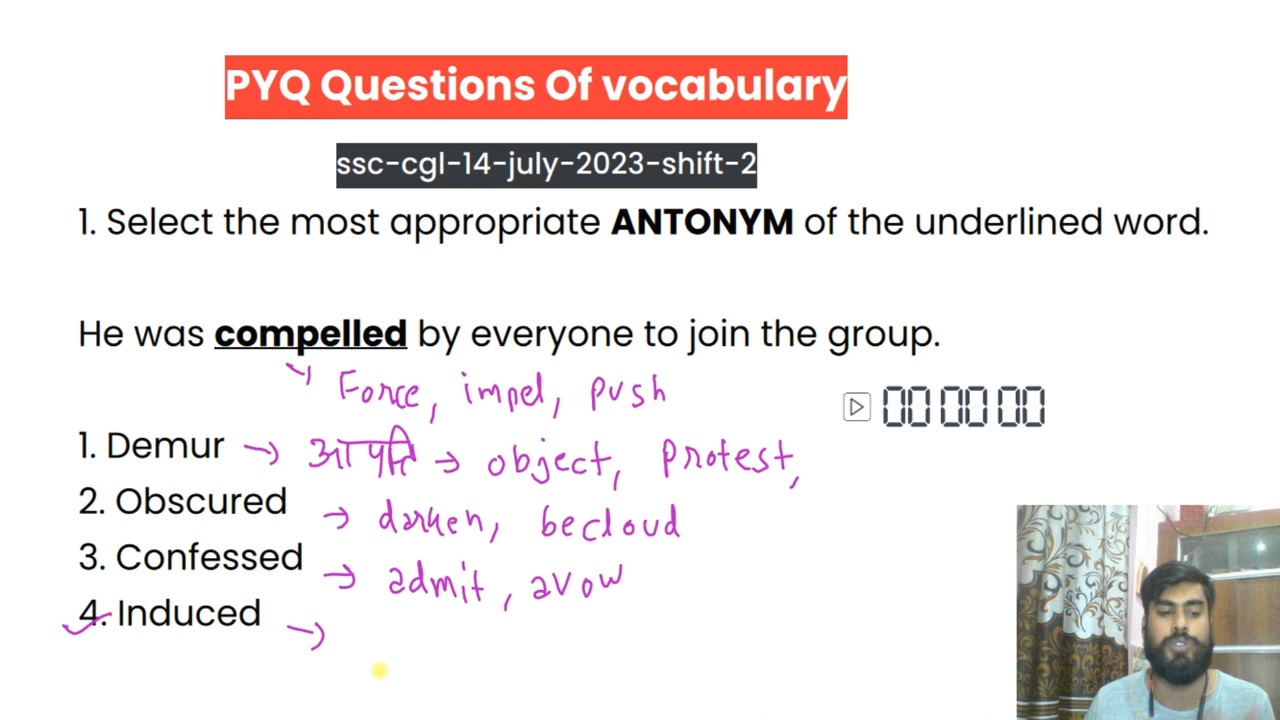 PYQ Questions Of vocabulary
ssc-cgl-14-july-2023-shift-2
1. Select the most appropriate ANTONYM of the underlined word.
He was compelled by everyone to join the group.
Force, impel, push
00 00 00
1. Demur → आपत्ति → object, Protest,
2. Obscured → darken, becloud
3. Confessed → admit, avow
4. Induced →